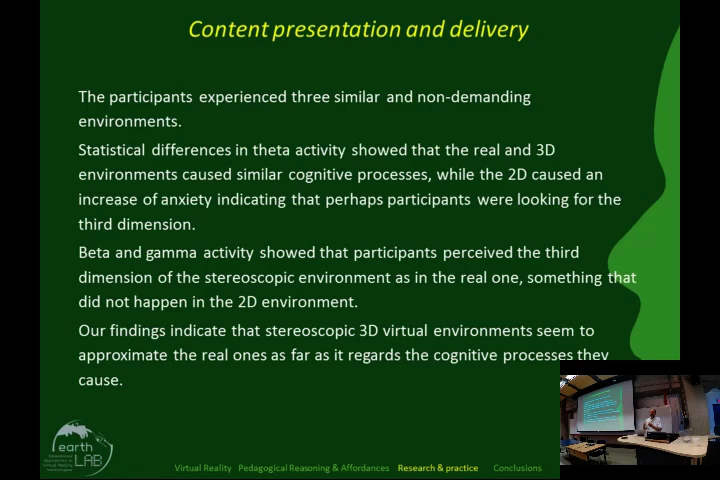 Content presentation and delivery
The participants experienced three similar and non-demanding
environments.
Statistical differences in theta activity showed that the real and 3D
environments caused similar cognitive processes, while the 2D caused an
increase of anxiety indicating that perhaps participants were looking for the
third dimension.
Beta and gamma activity showed that participants perceived the third
dimension of the stereoscopic environment as in the real one, something that
did not happen in the 2D environment.
Our findings indicate that stereoscopic 3D virtual environments seem to
approximate the real ones as far as it regards the cognitive processes they
cause.
earth
LAB
Virtual Reality Pedagogical Reasoning & Affordances Research & practice Conclusions